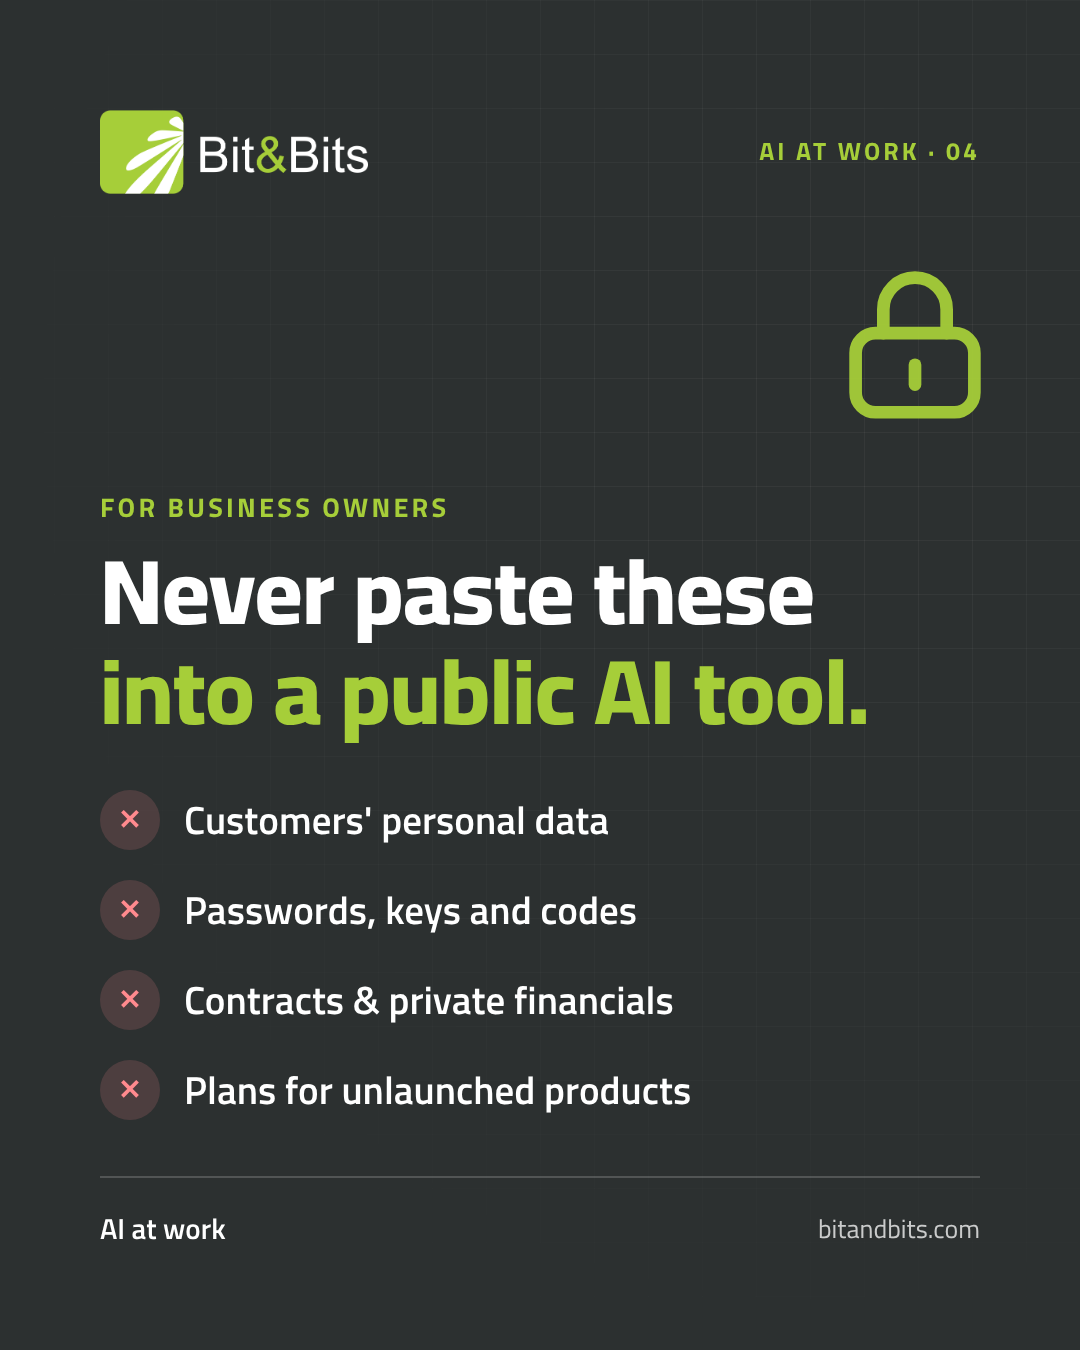 Bit&Bits
AI AT WORK · 04
FOR BUSINESS OWNERS
Never paste these
into a public AI tool.
Customers' personal data
Passwords, keys and codes
Contracts & private financials
Plans for unlaunched products
AI at work
bitandbits.com